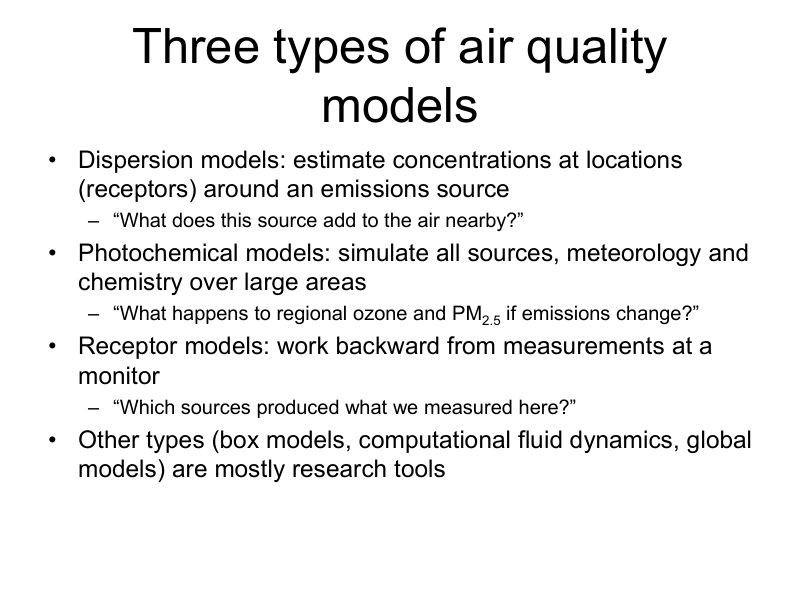 Three types of air quality
models
• Dispersion models: estimate concentrations at locations
(receptors) around an emissions source
– “What does this source add to the air nearby?”
• Photochemical models: simulate all sources, meteorology and
chemistry over large areas
– “What happens to regional ozone and PM2.5 if emissions change?”
• Receptor models: work backward from measurements at a
monitor
– “Which sources produced what we measured here?”
• Other types (box models, computational fluid dynamics, global
models) are mostly research tools